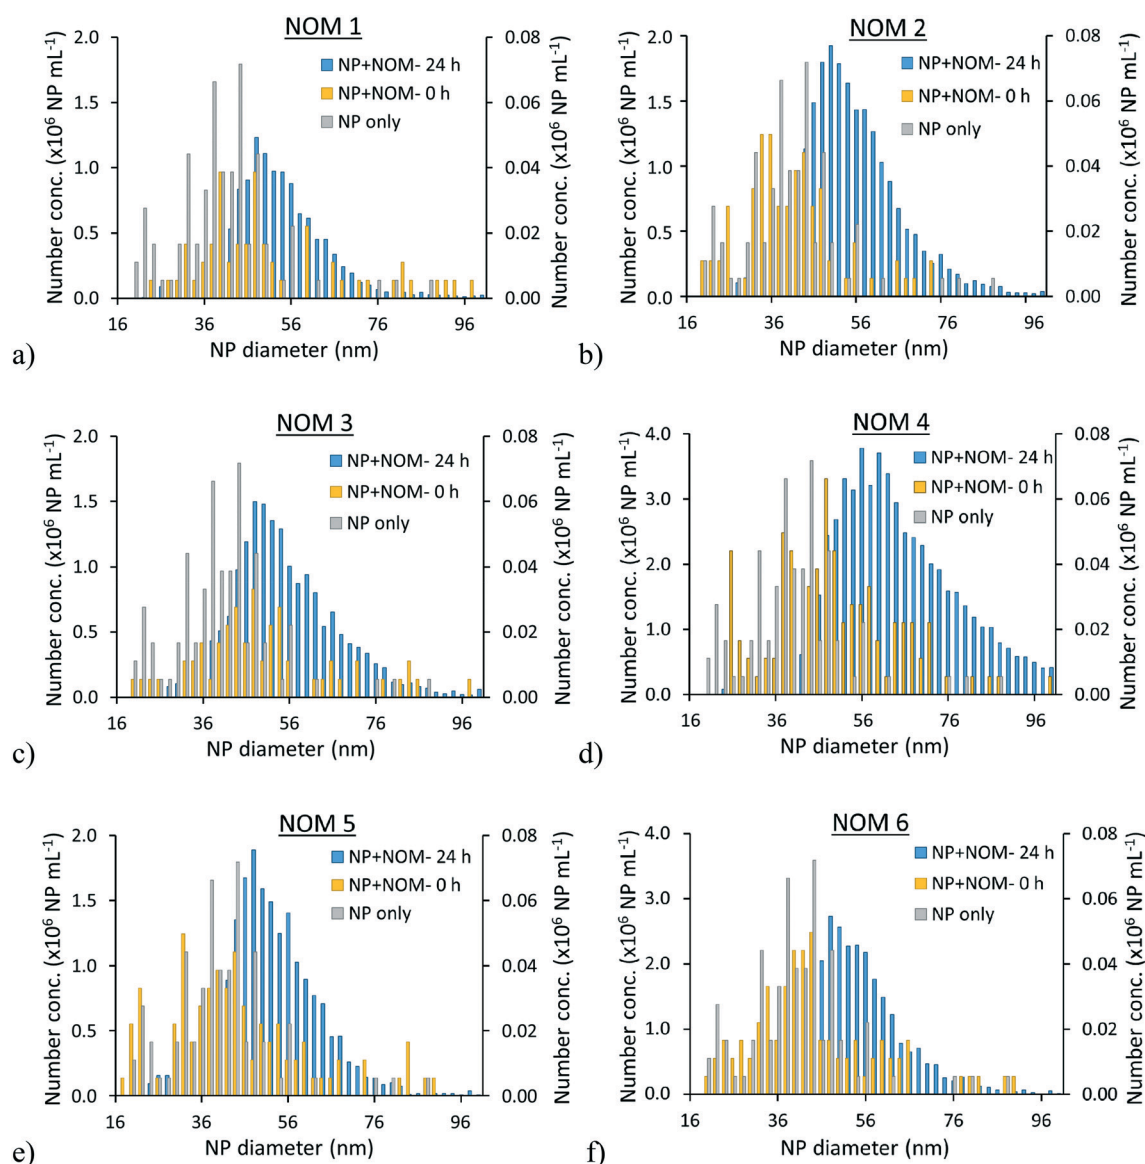 NOM 1
Number conc. (x10⁶ NP mL⁻¹)
2.0
1.5
1.0
0.5
0.0
NP+NOM- 24 h
NP+NOM- 0 h
NP only
0.08
0.06
0.04
0.02
0.00
Number conc. (x10⁶ NP mL⁻¹)
16 36 56 76 96
NP diameter (nm)
a)
NOM 2
Number conc. (x10⁶ NP mL⁻¹)
2.0
1.5
1.0
0.5
0.0
NP+NOM- 24 h
NP+NOM- 0 h
NP only
0.08
0.06
0.04
0.02
0.00
Number conc. (x10⁶ NP mL⁻¹)
16 36 56 76 96
NP diameter (nm)
b)
NOM 3
Number conc. (x10⁶ NP mL⁻¹)
2.0
1.5
1.0
0.5
0.0
NP+NOM- 24 h
NP+NOM- 0 h
NP only
0.08
0.06
0.04
0.02
0.00
Number conc. (x10⁶ NP mL⁻¹)
16 36 56 76 96
NP diameter (nm)
c)
NOM 4
Number conc. (x10⁶ NP mL⁻¹)
4.0
3.0
2.0
1.0
0.0
NP+NOM- 24 h
NP+NOM- 0 h
NP only
0.08
0.06
0.04
0.02
0.00
Number conc. (x10⁶ NP mL⁻¹)
16 36 56 76 96
NP diameter (nm)
d)
NOM 5
Number conc. (x10⁶ NP mL⁻¹)
2.0
1.5
1.0
0.5
0.0
NP+NOM- 24 h
NP+NOM- 0 h
NP only
0.08
0.06
0.04
0.02
0.00
Number conc. (x10⁶ NP mL⁻¹)
16 36 56 76 96
NP diameter (nm)
e)
NOM 6
Number conc. (x10⁶ NP mL⁻¹)
4.0
3.0
2.0
1.0
0.0
NP+NOM- 24 h
NP+NOM- 0 h
NP only
0.08
0.06
0.04
0.02
0.00
Number conc. (x10⁶ NP mL⁻¹)
16 36 56 76 96
NP diameter (nm)
f)